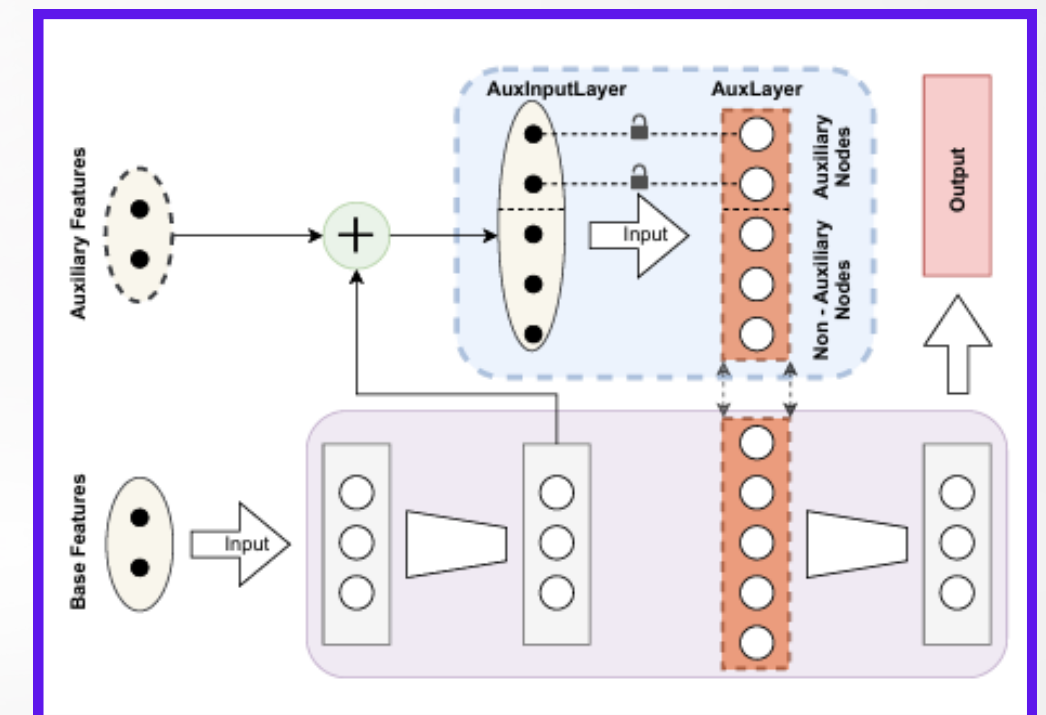 AuxInputLayer
AuxLayer
Auxiliary Features
Auxiliary
Nodes
Output
Input
Non - Auxiliary
Nodes
Base Features
Input